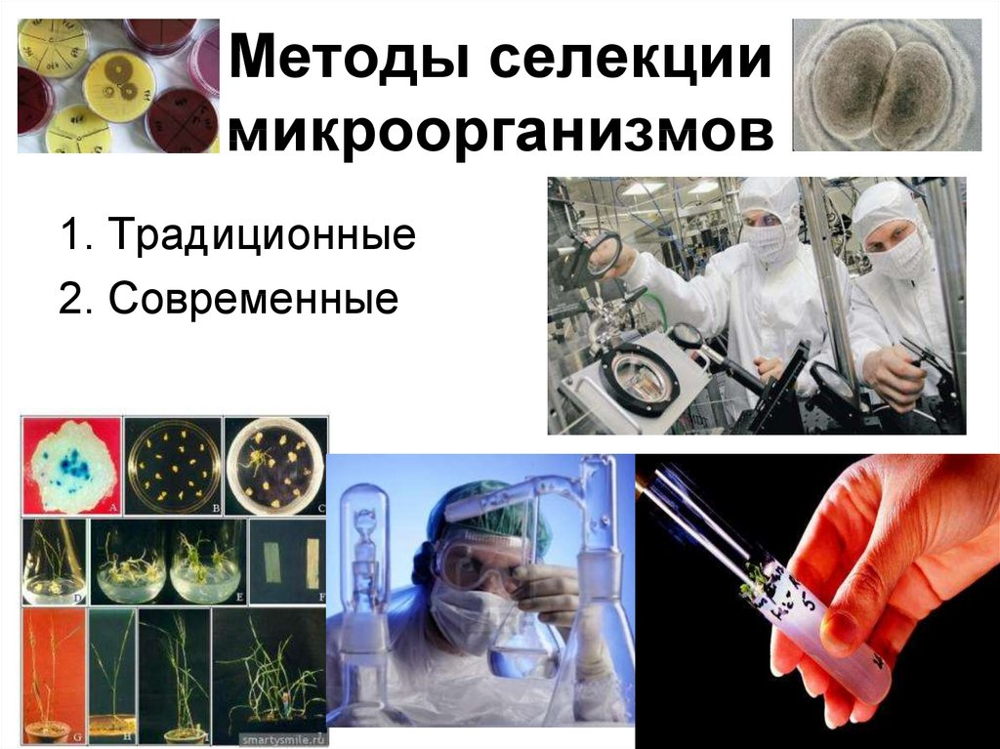 Методы селекции
микроорганизмов
1. Традиционные
2. Современные
A
B
C
D
E
F
G
H
I
smartysmile.ru